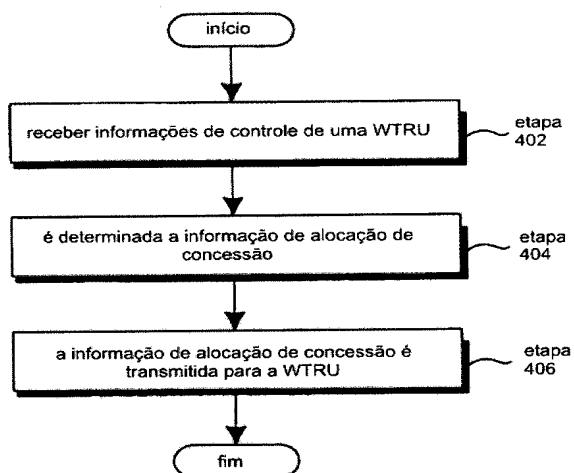 início
receber informações de controle de uma WTRU
etapa
402
é determinada a informação de alocação de
concessão
etapa
404
a informação de alocação de concessão é
transmitida para a WTRU
etapa
406
fim